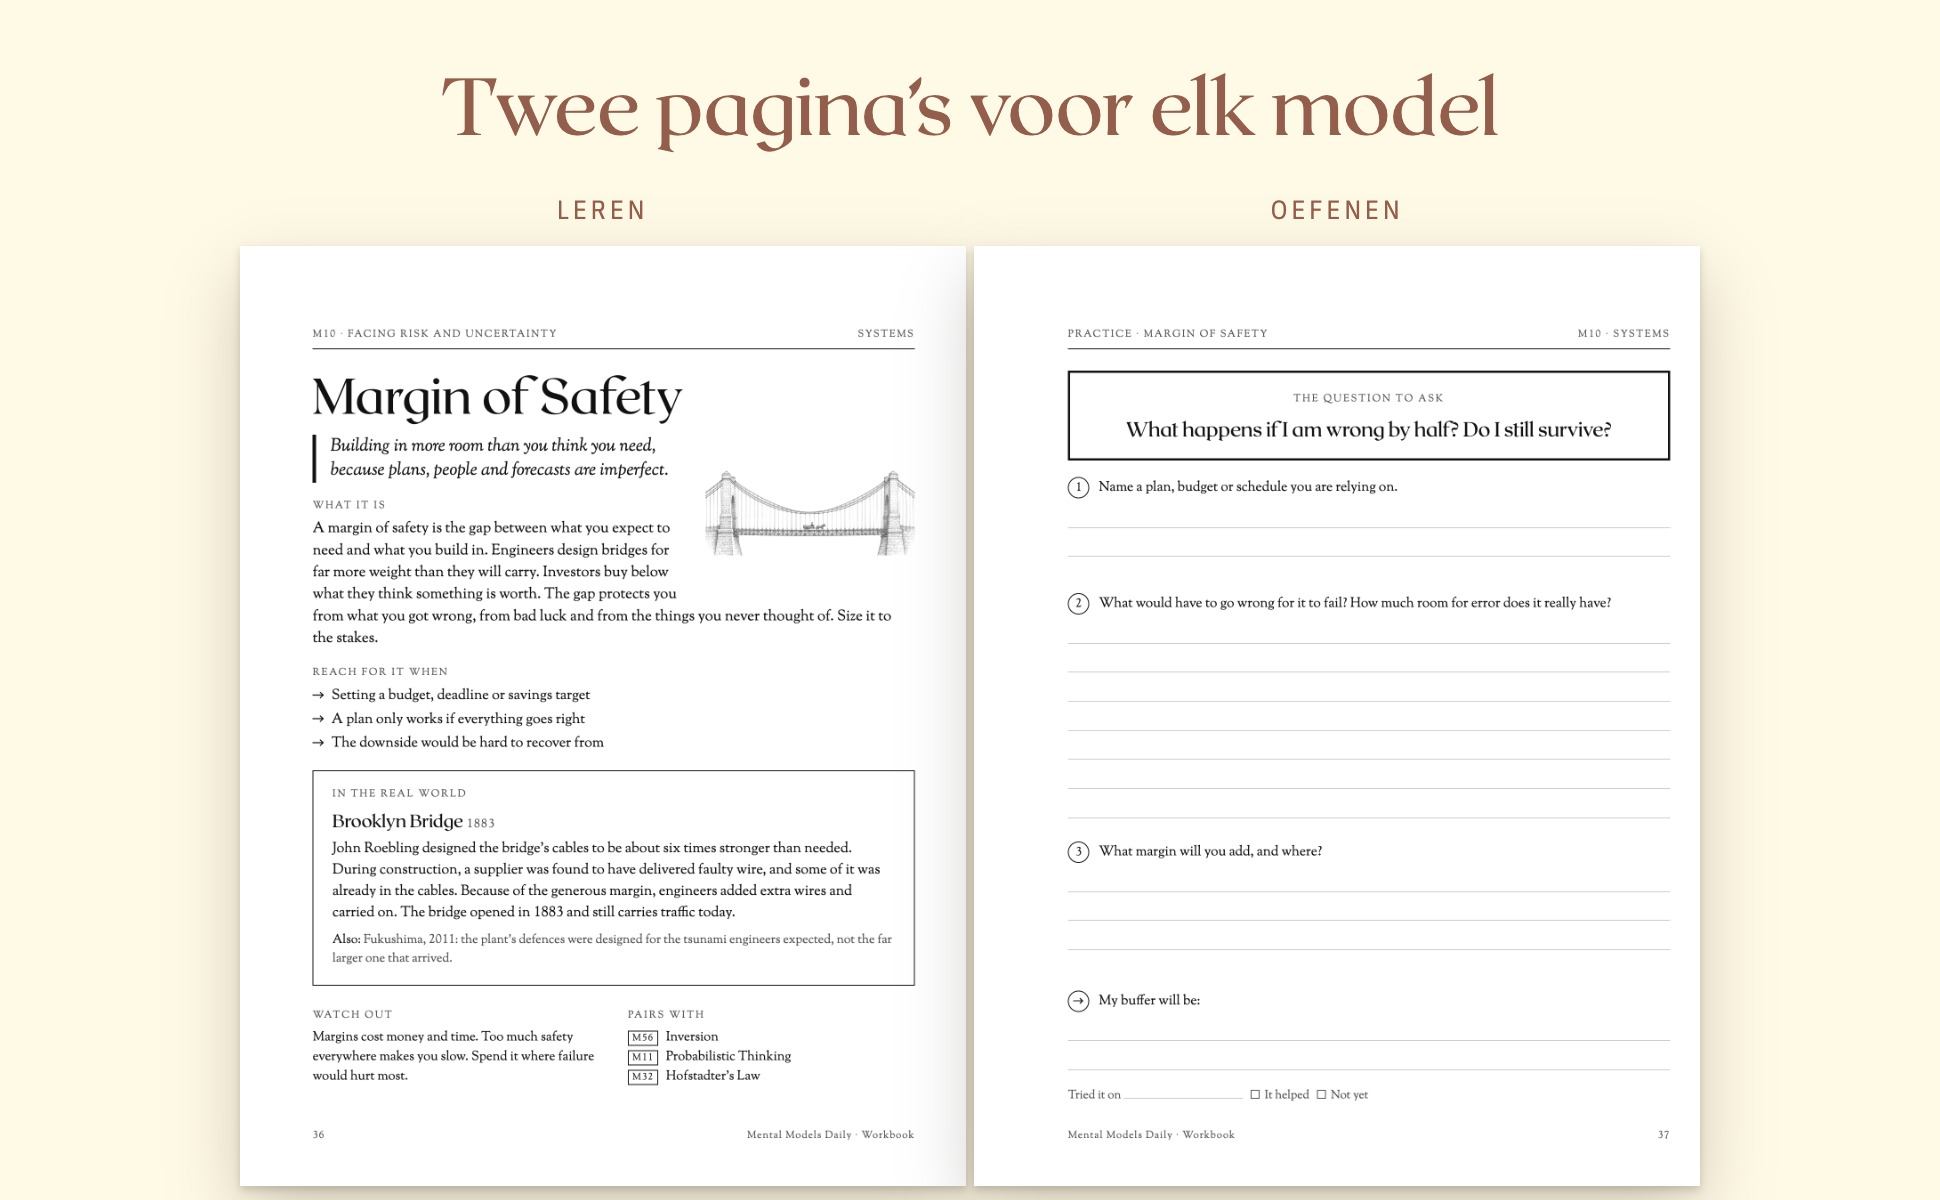 Twee pagina's voor elk model
LEREN
OEFENEN
M10 · FACING RISK AND UNCERTAINTY
SYSTEMS
Margin of Safety
Building in more room than you think you need,
because plans, people and forecasts are imperfect.
WHAT IT IS
A margin of safety is the gap between what you expect to
need and what you build in. Engineers design bridges for
far more weight than they will carry. Investors buy below
what they think something is worth. The gap protects you
from what you got wrong, from bad luck and from the things you never thought of. Size it to
the stakes.
REACH FOR IT WHEN
→ Setting a budget, deadline or savings target
→ A plan only works if everything goes right
→ The downside would be hard to recover from
IN THE REAL WORLD
Brooklyn Bridge 1883
John Roebling designed the bridge's cables to be about six times stronger than needed.
During construction, a supplier was found to have delivered faulty wire, and some of it was
already in the cables. Because of the generous margin, engineers added extra wires and
carried on. The bridge opened in 1883 and still carries traffic today.
Also: Fukushima, 2011: the plant's defences were designed for the tsunami engineers expected, not the far
larger one that arrived.
WATCH OUT
Margins cost money and time. Too much safety
everywhere makes you slow. Spend it where failure
would hurt most.
PAIRS WITH
M56 Inversion
M11 Probabilistic Thinking
M32 Hofstadter's Law
36
Mental Models Daily · Workbook
PRACTICE · MARGIN OF SAFETY
M10 · SYSTEMS
THE QUESTION TO ASK
What happens if I am wrong by half? Do I still survive?
1 Name a plan, budget or schedule you are relying on.
2 What would have to go wrong for it to fail? How much room for error does it really have?
3 What margin will you add, and where?
→ My buffer will be:
Tried it on ☐ It helped ☐ Not yet
Mental Models Daily · Workbook
37